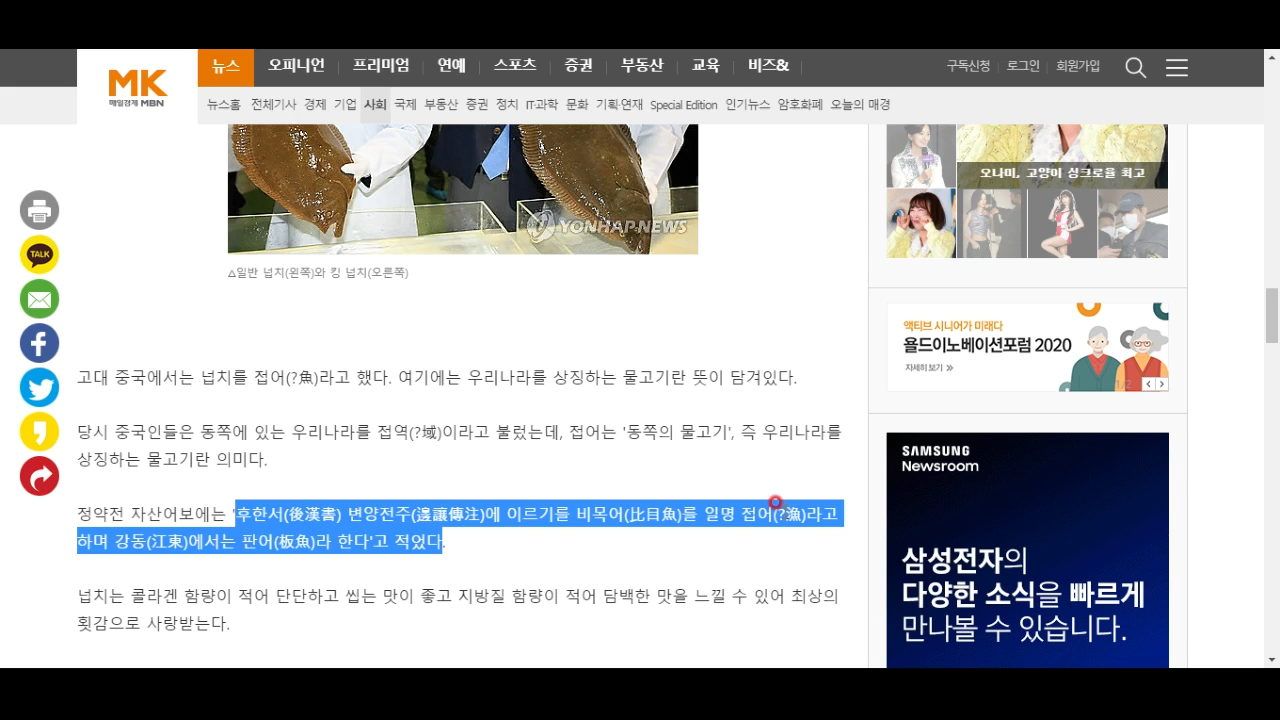 MK
매일경제 MBN
뉴스 오피니언 프리미엄 연예 스포츠 증권 부동산 교육 비즈&
구독신청 로그인 회원가입
뉴스홈 전체기사 경제 기업 사회 국제 부동산 증권 정치 IT·과학 문화 기획·연재 Special Edition 인기뉴스 암호화폐 오늘의 매경
TALK
YONHAP NEWS
△일반 넙치(왼쪽)와 킹 넙치(오른쪽)
고대 중국에서는 넙치를 접어(?魚)라고 했다. 여기에는 우리나라를 상징하는 물고기란 뜻이 담겨있다.
당시 중국인들은 동쪽에 있는 우리나라를 접역(?域)이라고 불렀는데, 접어는 '동쪽의 물고기', 즉 우리나라를
상징하는 물고기란 의미다.
정약전 자산어보에는 '후한서(後漢書) 변양전주(邊讓傳注)에 이르기를 비목어(比目魚)를 일명 접어(?漁)라고
하며 강동(江東)에서는 판어(板魚)라 한다'고 적었다.
넙치는 콜라겐 함량이 적어 단단하고 씹는 맛이 좋고 지방질 함량이 적어 담백한 맛을 느낄 수 있어 최상의
횟감으로 사랑받는다.
오나미, 고양이 싱크로율 최고
액티브 시니어가 미래다
욜드이노베이션포럼 2020
자세히 보기 >>
1/2
SAMSUNG
Newsroom
삼성전자의
다양한 소식을 빠르게
만나볼 수 있습니다.